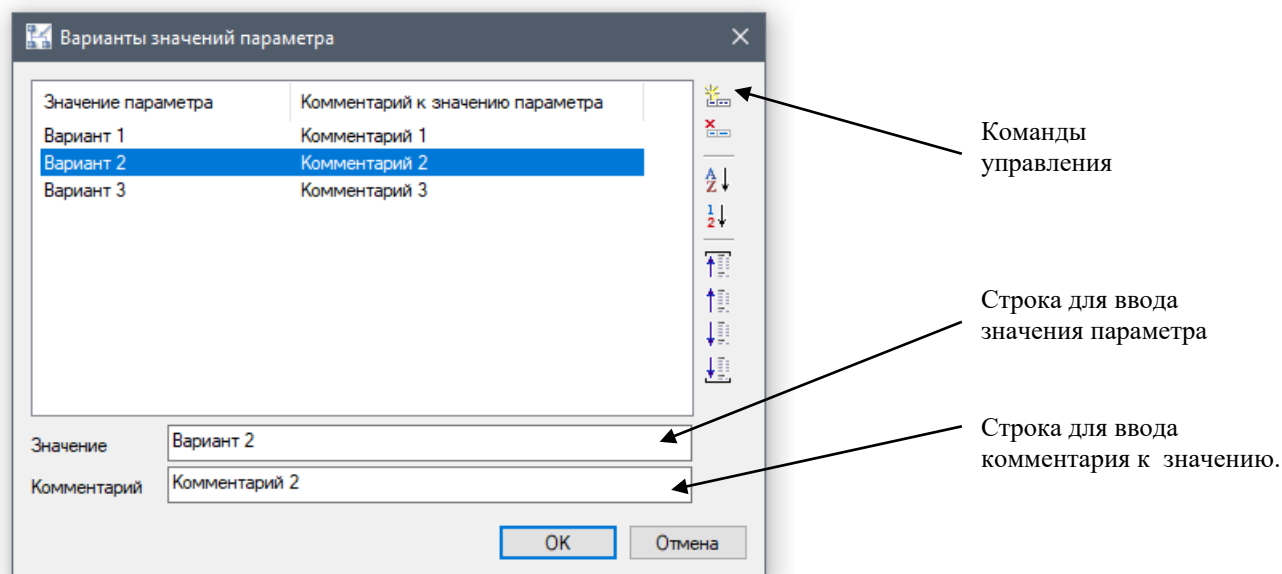 Варианты значений параметра
Значение параметра Комментарий к значению параметра
Вариант 1 Комментарий 1
Вариант 2 Комментарий 2
Вариант 3 Комментарий 3
A
Z
1
2
Команды
управления
Строка для ввода
значения параметра
Значение Вариант 2
Комментарий Комментарий 2
Строка для ввода
комментария к значению.
OK Отмена